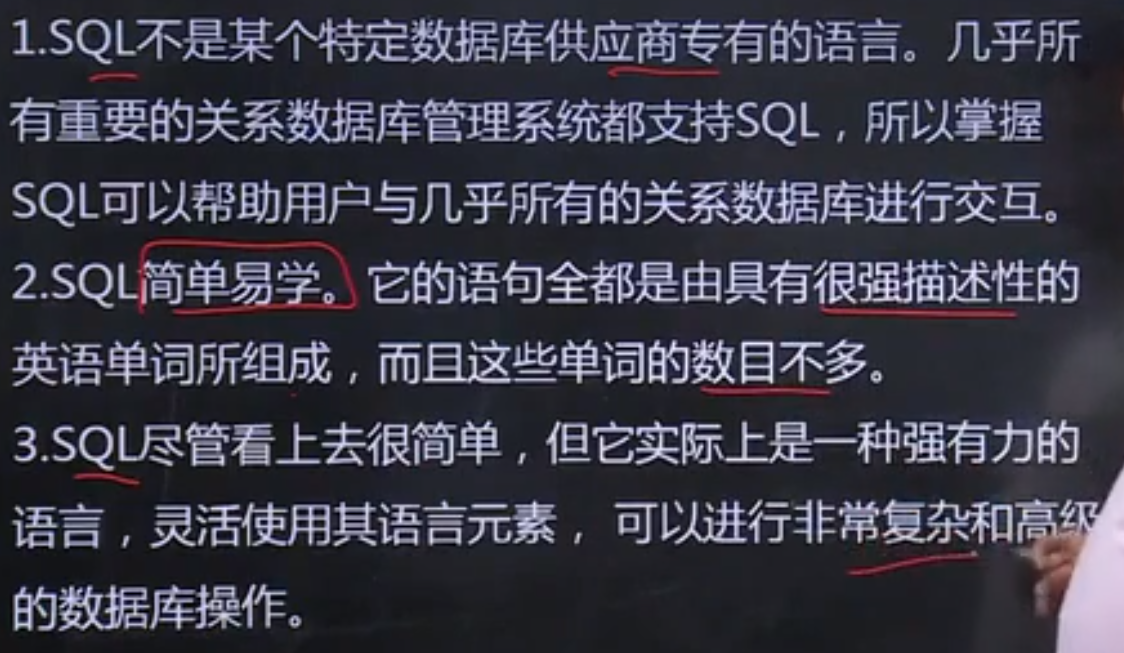 1.SQL不是某个特定数据库供应商专有的语言。几乎所
有重要的关系数据库管理系统都支持SQL，所以掌握
SQL可以帮助用户与几乎所有的关系数据库进行交互。
2.SQL简单易学。它的语句全都是由具有很强描述性的
英语单词所组成，而且这些单词的数目不多。
3.SQL尽管看上去很简单，但它实际上是一种强有力的
语言，灵活使用其语言元素， 可以进行非常复杂和高级
的数据库操作。